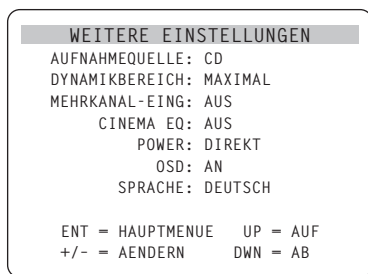 WEITERE EINSTELLUNGEN
AUFNAHMEQUELLE: CD
DYNAMIKBEREICH: MAXIMAL
MEHRKANAL-EING: AUS
CINEMA EQ: AUS
POWER: DIREKT
OSD: AN
SPRACHE: DEUTSCH
ENT = HAUPTMENUE UP = AUF
+/- = AENDERN DWN = AB